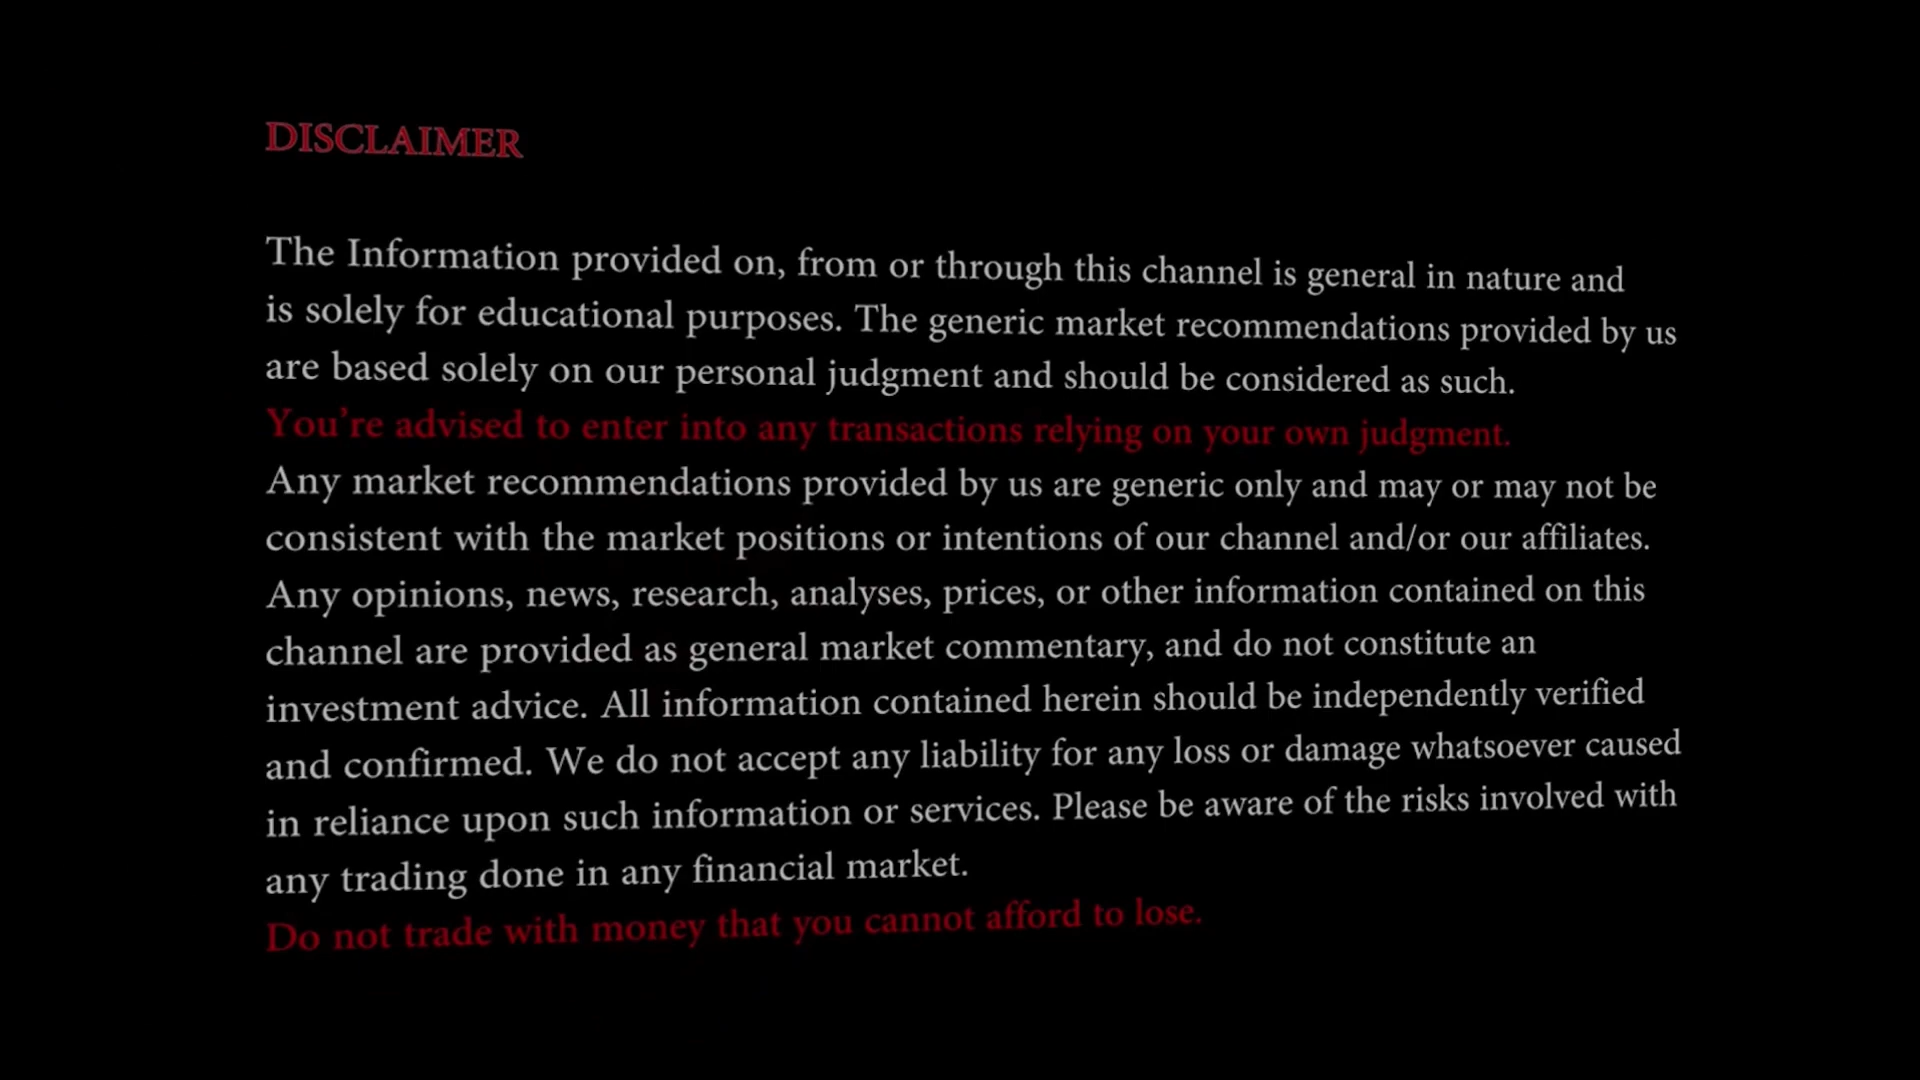 DISCLAIMER
The Information provided on, from or through this channel is general in nature and
is solely for educational purposes. The generic market recommendations provided by us
are based solely on our personal judgment and should be considered as such.
You're advised to enter into any transactions relying on your own judgment.
Any market recommendations provided by us are generic only and may or may not be
consistent with the market positions or intentions of our channel and/or our affiliates.
Any opinions, news, research, analyses, prices, or other information contained on this
channel are provided as general market commentary, and do not constitute an
investment advice. All information contained herein should be independently verified
and confirmed. We do not accept any liability for any loss or damage whatsoever caused
in reliance upon such information or services. Please be aware of the risks involved with
any trading done in any financial market.
Do not trade with money that you cannot afford to lose.